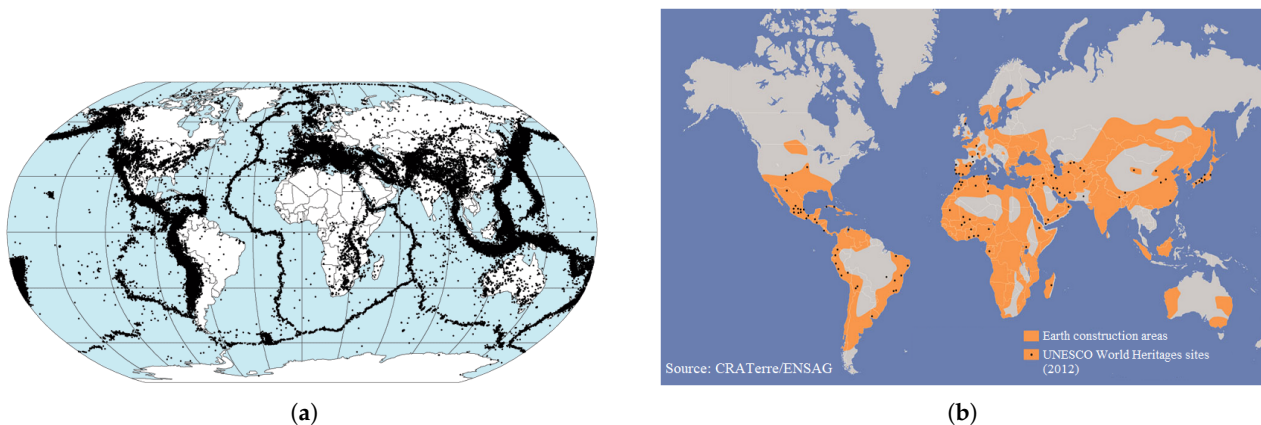 Earth construction areas
UNESCO World Heritages sites
(2012)
Source: CRATerre/ENSAG
(a)
(b)